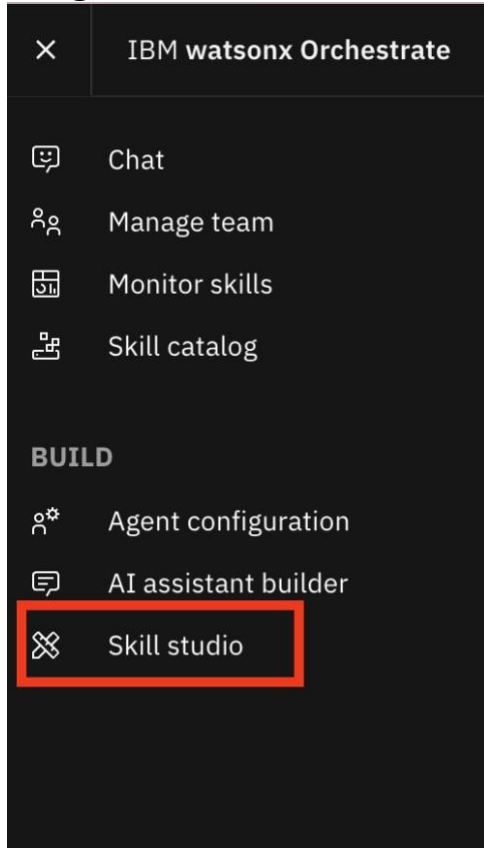 IBM watsonx Orchestrate
Chat
Manage team
Monitor skills
Skill catalog
BUILD
Agent configuration
AI assistant builder
Skill studio